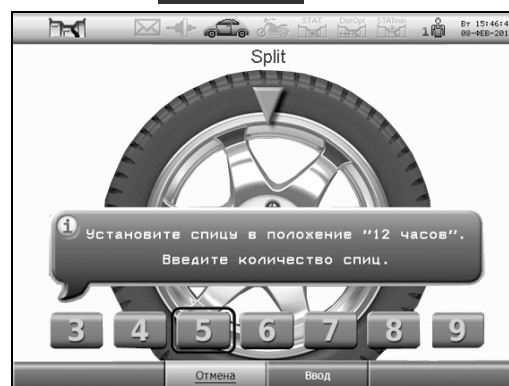 STAT DistOpt STATmin
1 Вт 15:46:4
08-ФЕВ-201
Split
i
Установите спицу в положение "12 часов".
Введите количество спиц.
3 4 5 6 7 8 9
Отмена Ввод